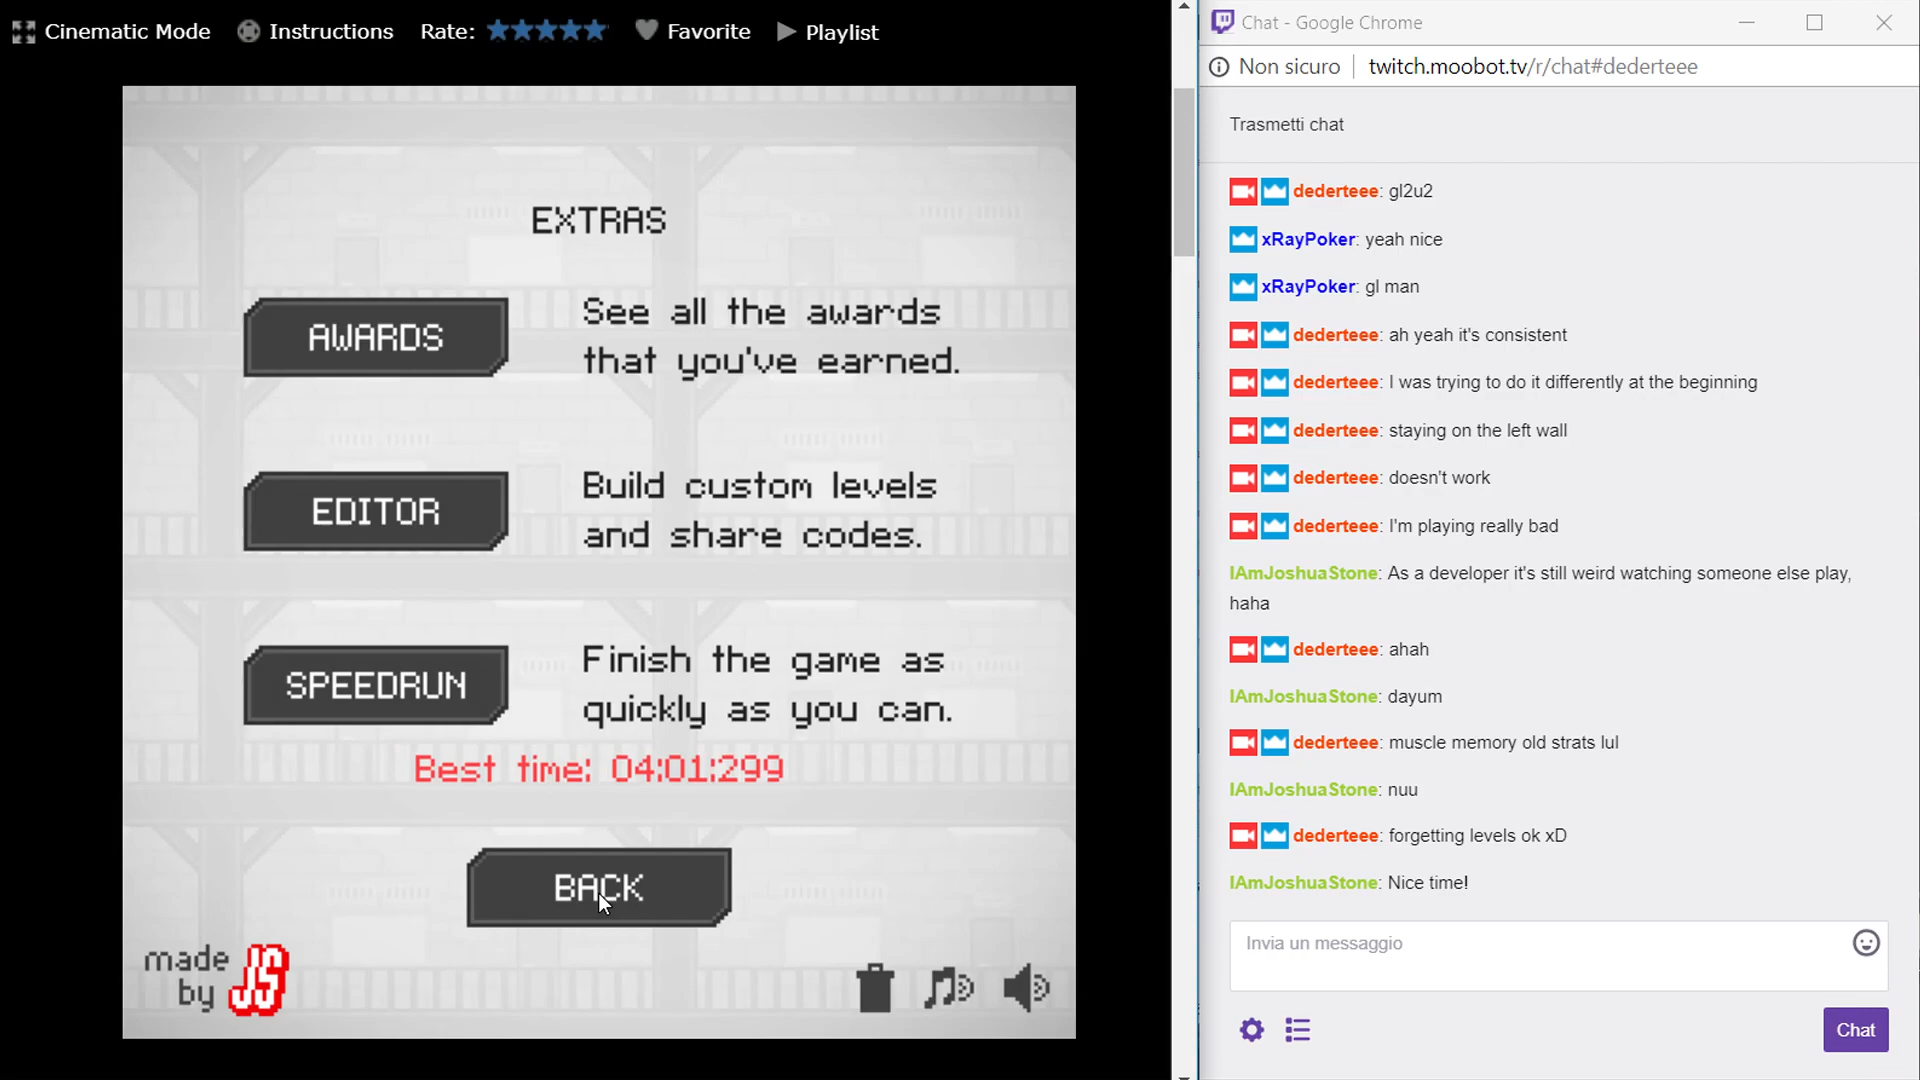 Cinematic Mode Instructions Rate: Favorite Playlist
EXTRAS
AWARDS
See all the awards
that you've earned.
EDITOR
Build custom levels
and share codes.
SPEEDRUN
Finish the game as
quickly as you can.
Best time: 04:01:299
BACK
made
by JS
Chat - Google Chrome
Non sicuro twitch.moobot.tv/r/chat#dederteee
Trasmetti chat
dederteee: gl2u2
xRayPoker: yeah nice
xRayPoker: gl man
dederteee: ah yeah it's consistent
dederteee: I was trying to do it differently at the beginning
dederteee: staying on the left wall
dederteee: doesn't work
dederteee: I'm playing really bad
IAmJoshuaStone: As a developer it's still weird watching someone else play,
haha
dederteee: ahah
IAmJoshuaStone: dayum
dederteee: muscle memory old strats lul
IAmJoshuaStone: nuu
dederteee: forgetting levels ok xD
IAmJoshuaStone: Nice time!
Invia un messaggio
Chat